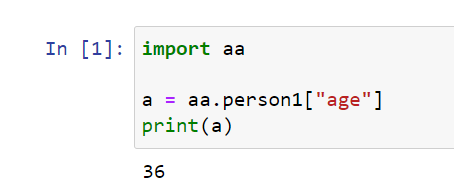 In [1]: import aa
a = aa.person1["age"]
print(a)
36